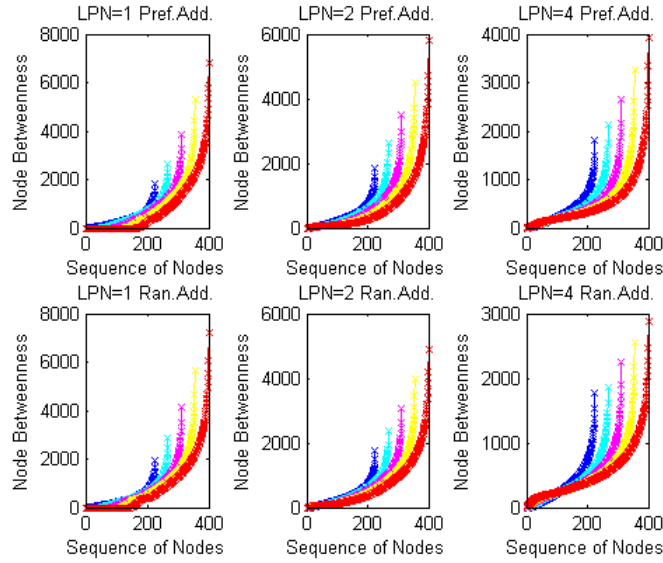 LPN=1 Pref.Add. LPN=2 Pref.Add. LPN=4 Pref.Add.
8000 6000 4000
6000 4000 3000
4000 2000 2000
2000 1000
0 0 0
Node Betweenness Node Betweenness Node Betweenness
0 200 400 0 200 400 0 200 400
Sequence of Nodes Sequence of Nodes Sequence of Nodes
LPN=1 Ran.Add. LPN=2 Ran.Add. LPN=4 Ran.Add.
8000 6000 3000
6000 4000 2000
4000 2000 1000
2000
0 0 0
Node Betweenness Node Betweenness Node Betweenness
0 200 400 0 200 400 0 200 400
Sequence of Nodes Sequence of Nodes Sequence of Nodes